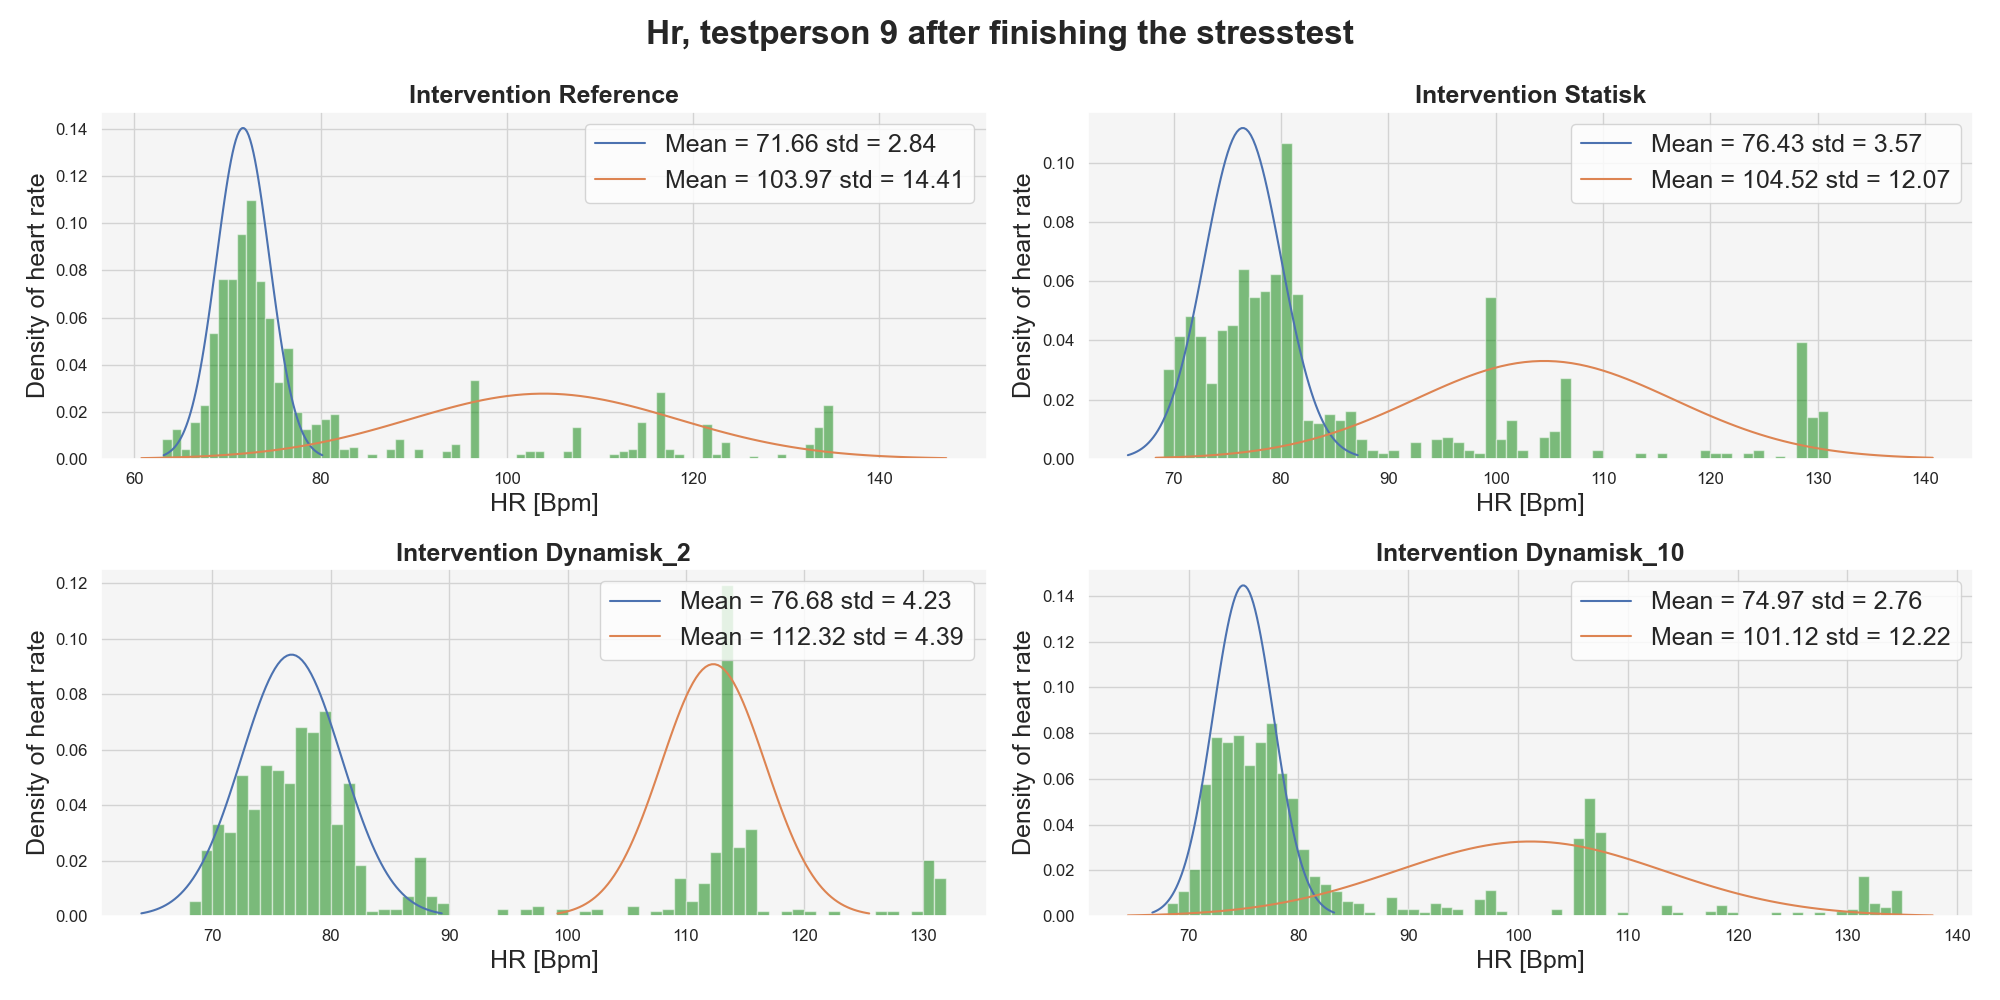 Hr, testperson 9 after finishing the stresstest
Intervention Reference
Density of heart rate
0.14
0.12
0.10
0.08
0.06
0.04
0.02
0.00
Mean = 71.66 std = 2.84
Mean = 103.97 std = 14.41
60 80 100 120 140
HR [Bpm]
Intervention Statisk
Density of heart rate
0.10
0.08
0.06
0.04
0.02
0.00
Mean = 76.43 std = 3.57
Mean = 104.52 std = 12.07
70 80 90 100 110 120 130 140
HR [Bpm]
Intervention Dynamisk_2
Density of heart rate
0.12
0.10
0.08
0.06
0.04
0.02
0.00
Mean = 76.68 std = 4.23
Mean = 112.32 std = 4.39
70 80 90 100 110 120 130
HR [Bpm]
Intervention Dynamisk_10
Density of heart rate
0.14
0.12
0.10
0.08
0.06
0.04
0.02
0.00
Mean = 74.97 std = 2.76
Mean = 101.12 std = 12.22
70 80 90 100 110 120 130 140
HR [Bpm]